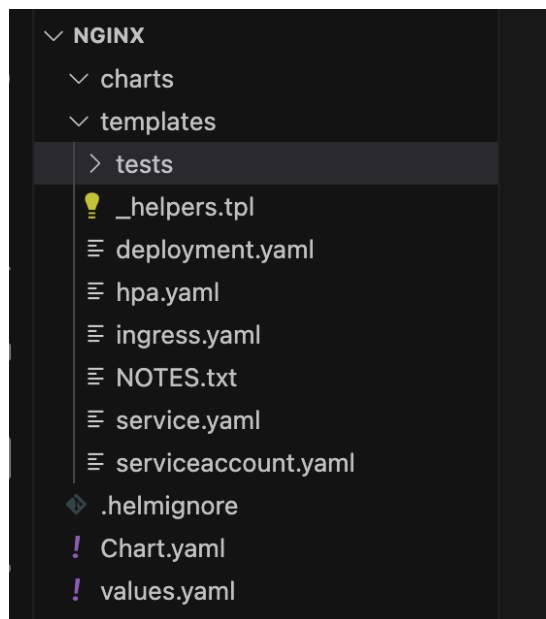 NGINX
charts
templates
tests
_helpers.tpl
deployment.yaml
hpa.yaml
ingress.yaml
NOTES.txt
service.yaml
serviceaccount.yaml
.helmignore
! Chart.yaml
! values.yaml